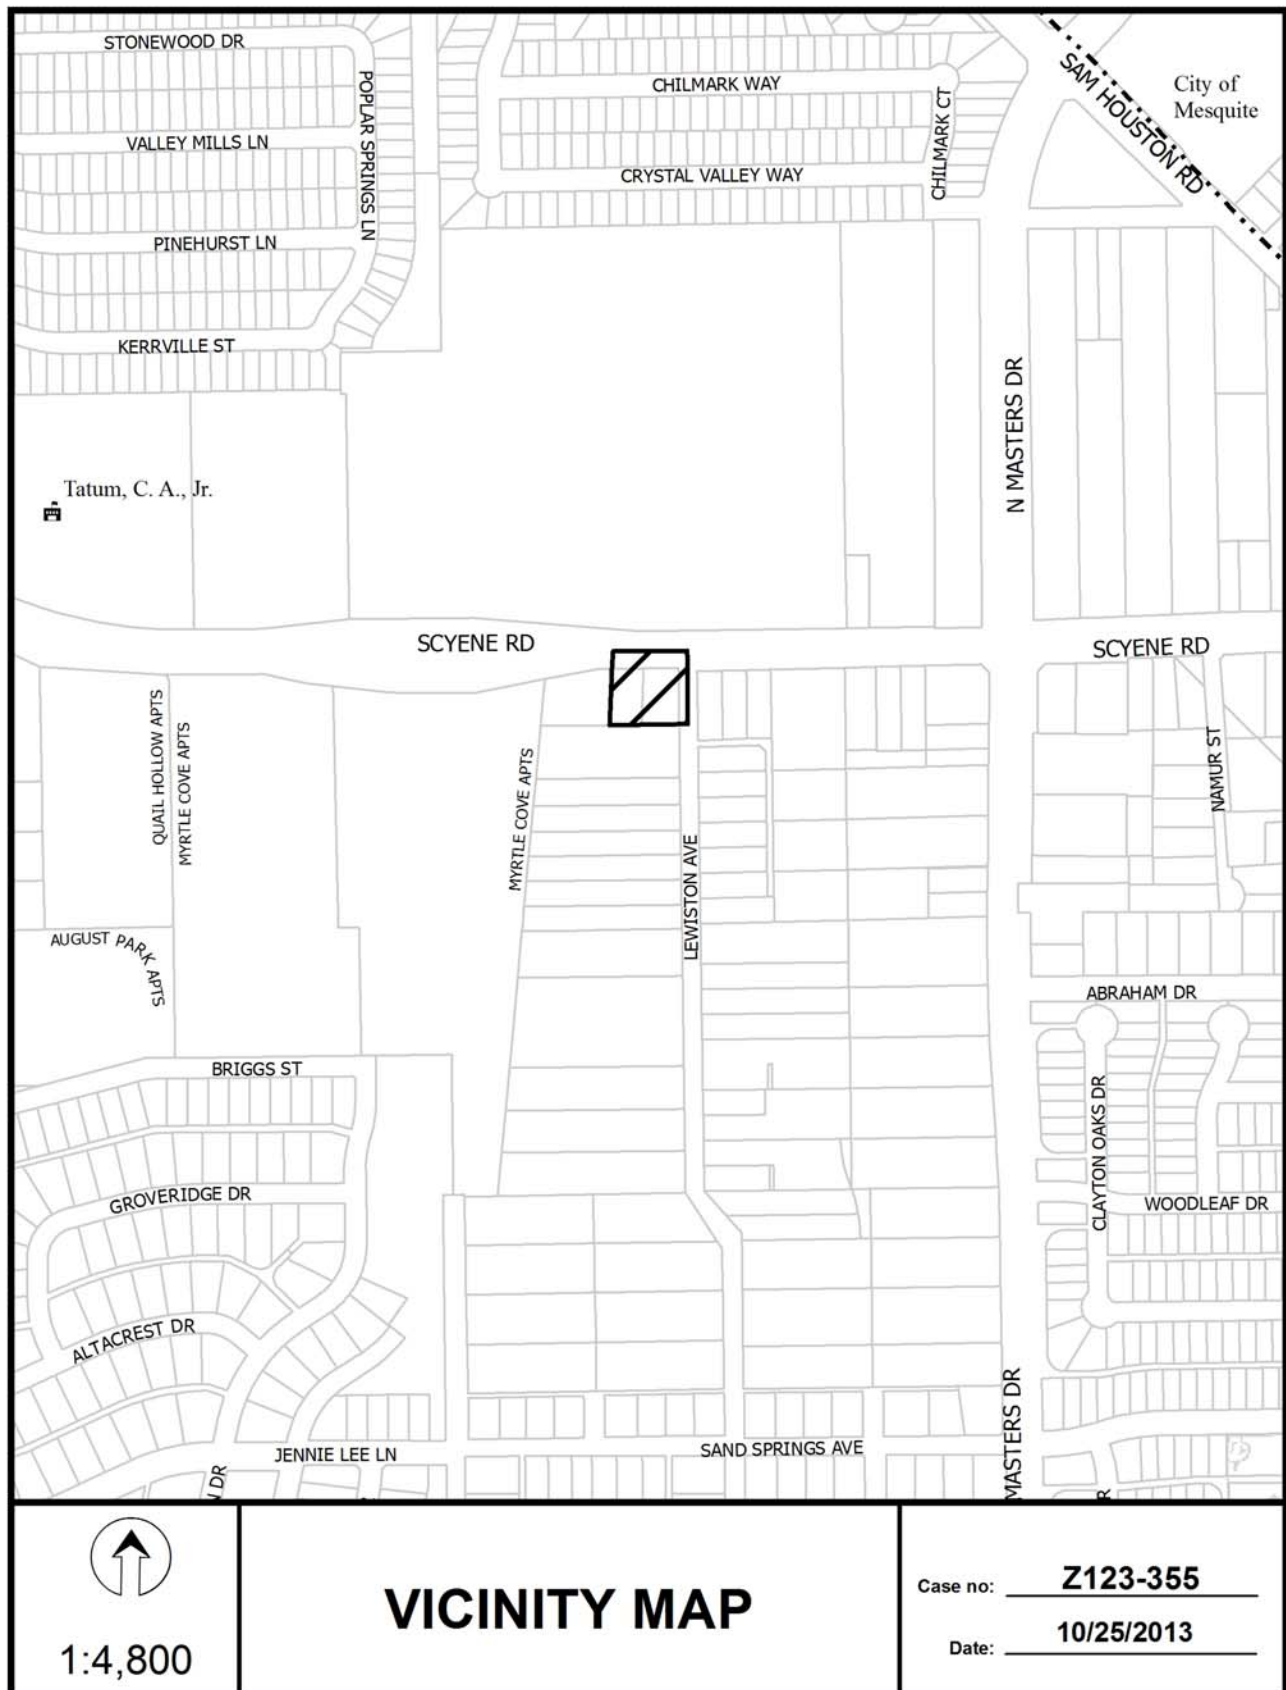 STONEWOOD DR
POPLAR SPRINGS LN
VALLEY MILLS LN
PINEHURST LN
KERRVILLE ST
CHILMARK WAY
CHILMARK CT
CRYSTAL VALLEY WAY
SAM HOUSTON RD
City of
Mesquite
N MASTERS DR
Tatum, C. A., Jr.
SCYENE RD
SCYENE RD
QUAIL HOLLOW APTS
MYRTLE COVE APTS
MYRTLE COVE APTS
LEWISTON AVE
NAMUR ST
AUGUST PARK APTS
ABRAHAM DR
BRIGGS ST
CLAYTON OAKS DR
GROVERIDGE DR
WOODLEAF DR
ALTACREST DR
MASTERS DR
JENNIE LEE LN
SAND SPRINGS AVE
N DR
R
1:4,800
VICINITY MAP
Case no: Z123-355
Date: 10/25/2013